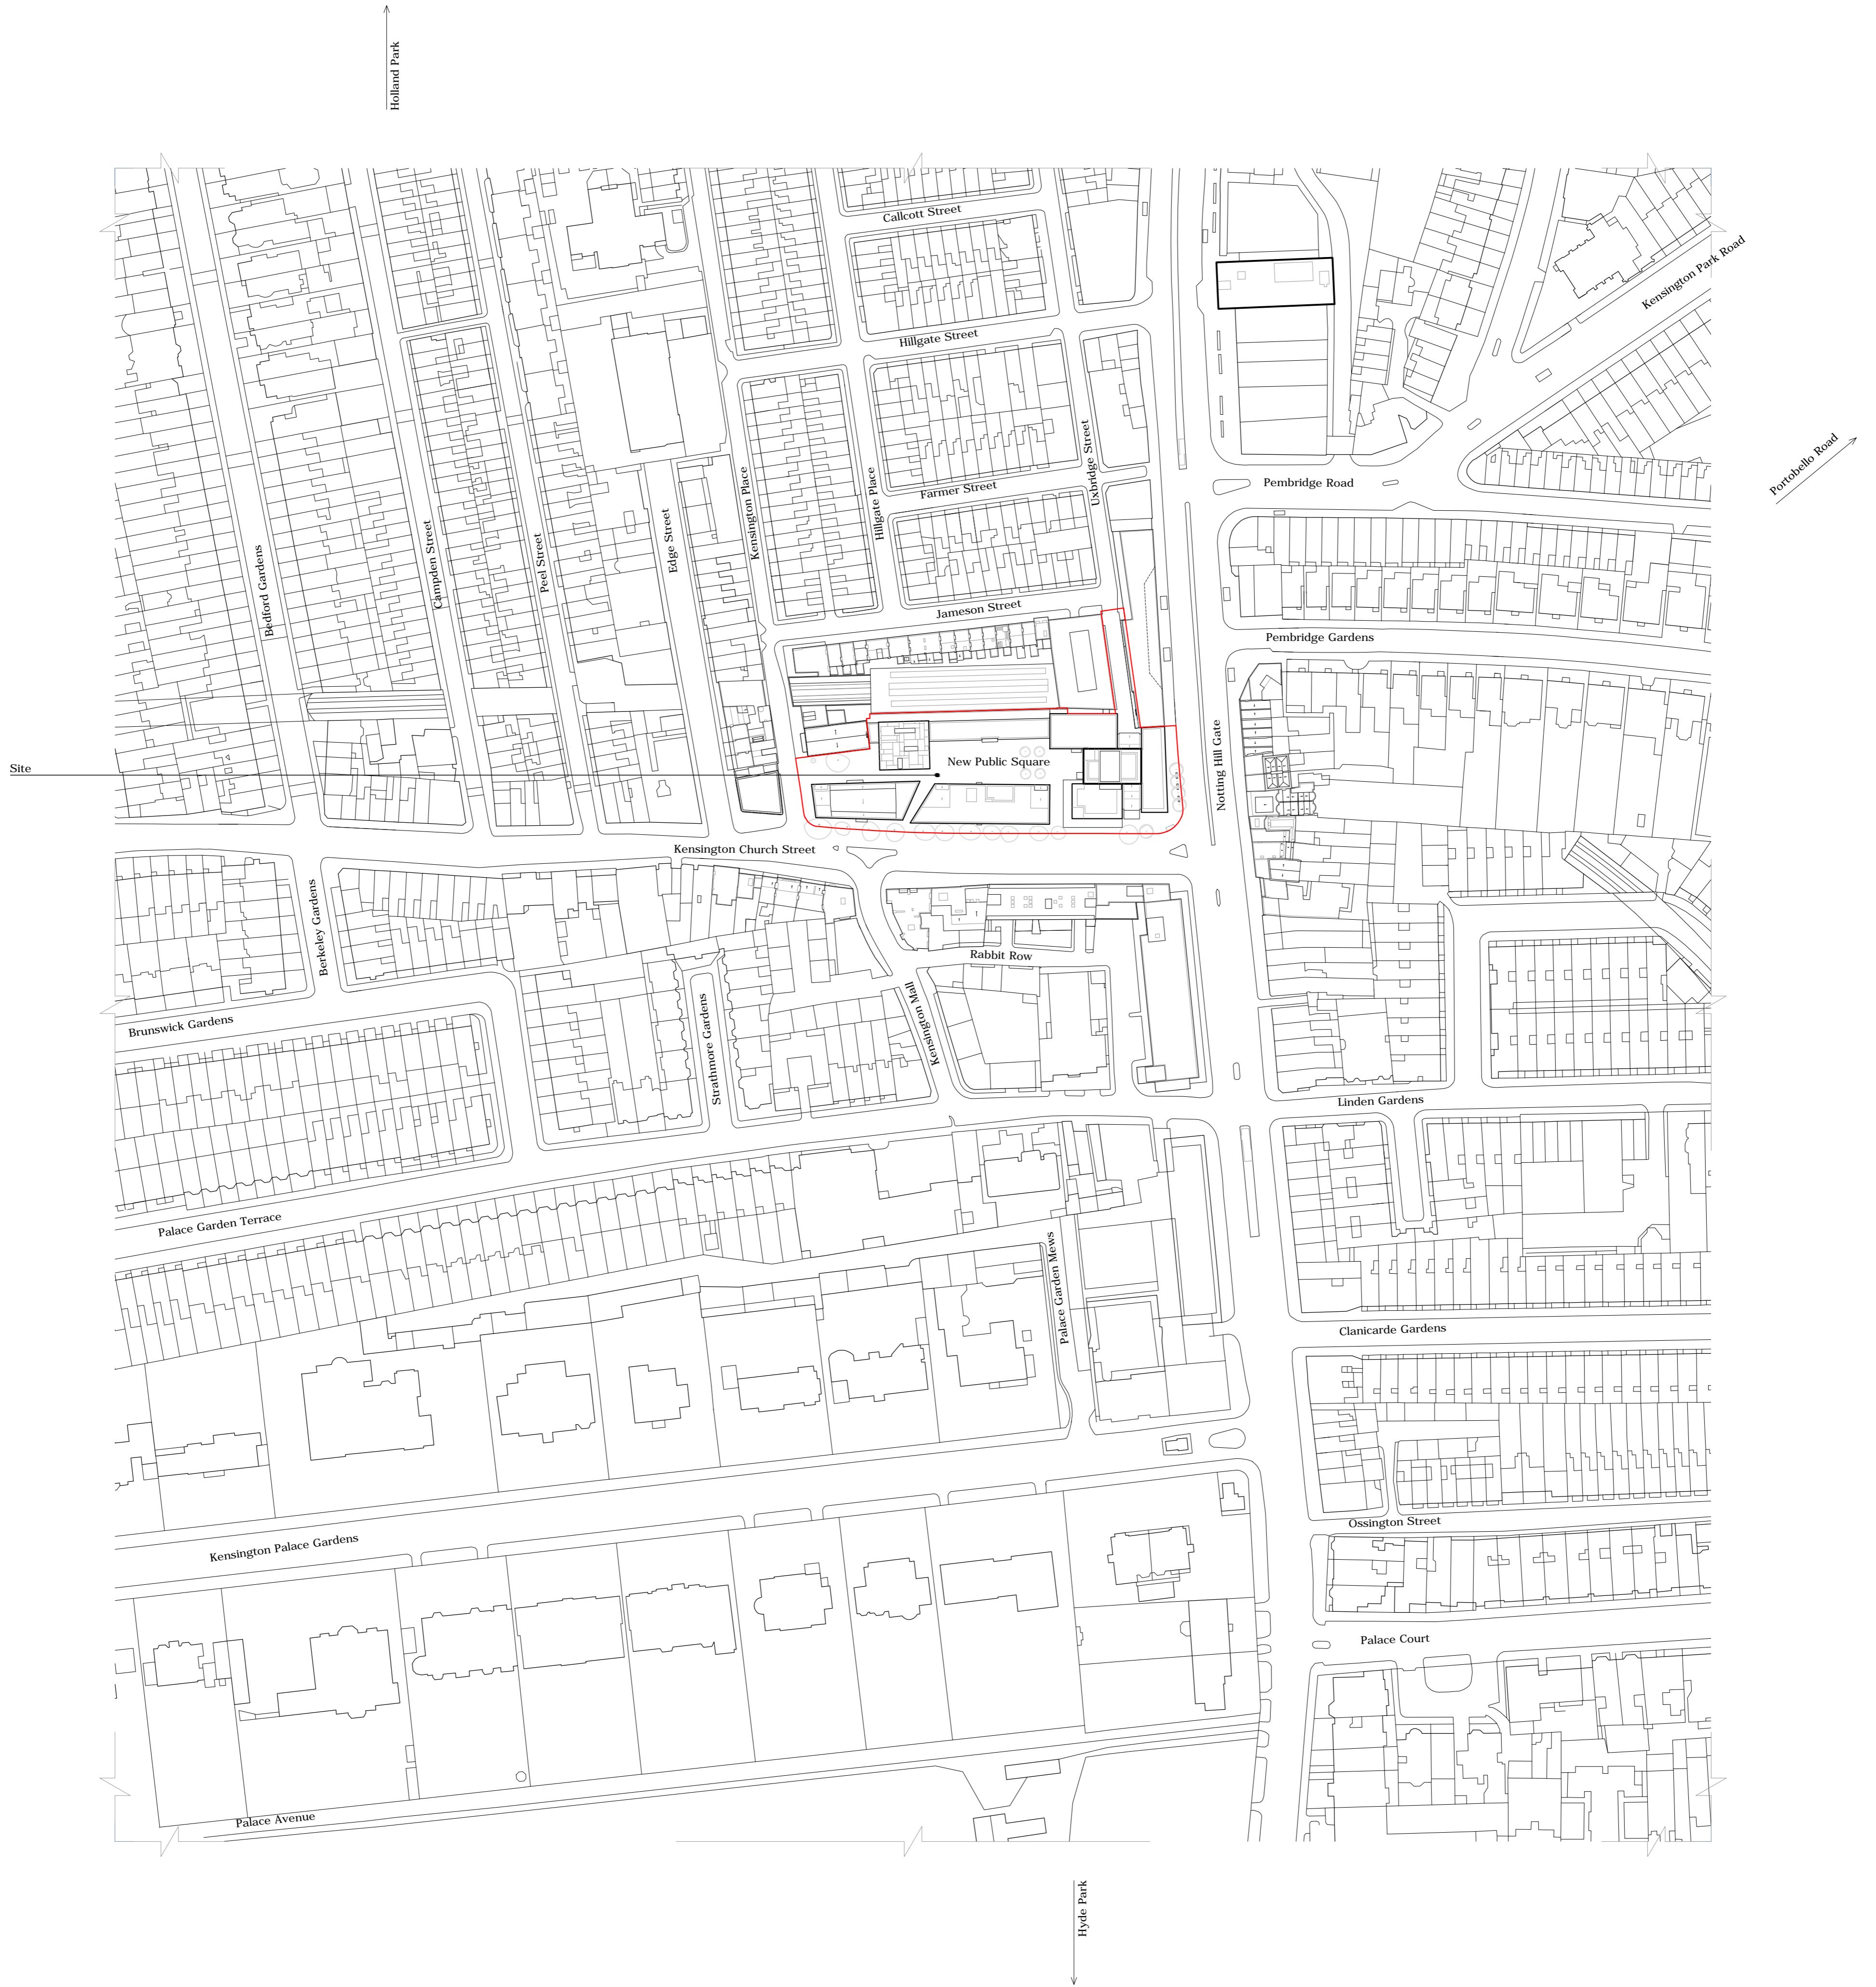 Holland Park
Callcott Street
Kensington Park Road
Hillgate Street
Portobello Road
Uxbridge Street
Hillgate Place
Kensington Place
Farmer Street
Pembridge Road
Edge Street
Peel Street
Campden Street
Bedford Gardens
Jameson Street
Pembridge Gardens
Notting Hill Gate
New Public Square
Site
Kensington Church Street
Berkeley Gardens
Rabbit Row
Kensington Mall
Strathmore Gardens
Brunswick Gardens
Linden Gardens
Palace Garden Terrace
Palace Garden Mews
Clanicarde Gardens
Ossington Street
Kensington Palace Gardens
Palace Court
Palace Avenue
Hyde Park